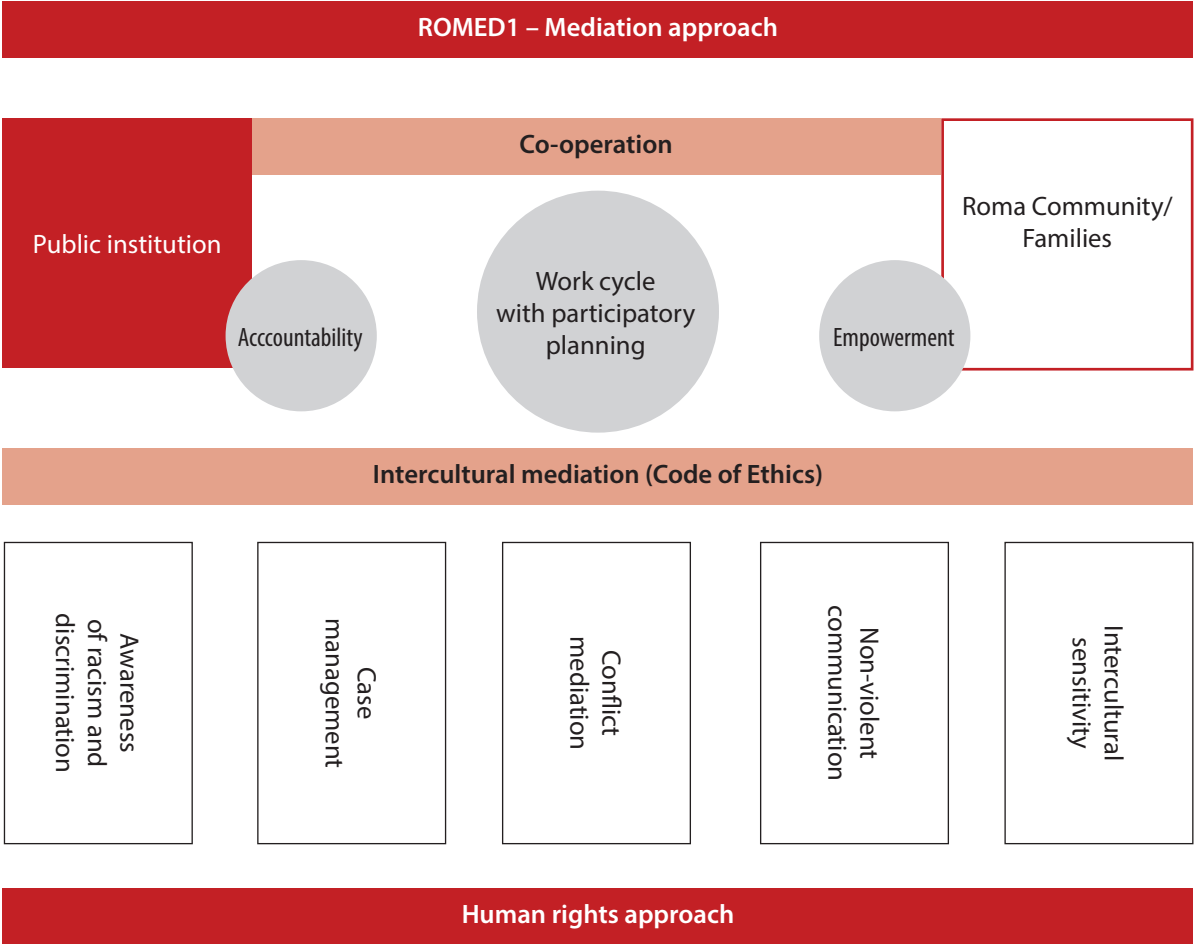 ROMED1 – Mediation approach
Co-operation
Public institution
Roma Community/
Families
Acccountability
Work cycle
with participatory
planning
Empowerment
Intercultural mediation (Code of Ethics)
Awareness
of racism and
discrimination
Case
management
Conflict
mediation
Non-violent
communication
Intercultural
sensitivity
Human rights approach